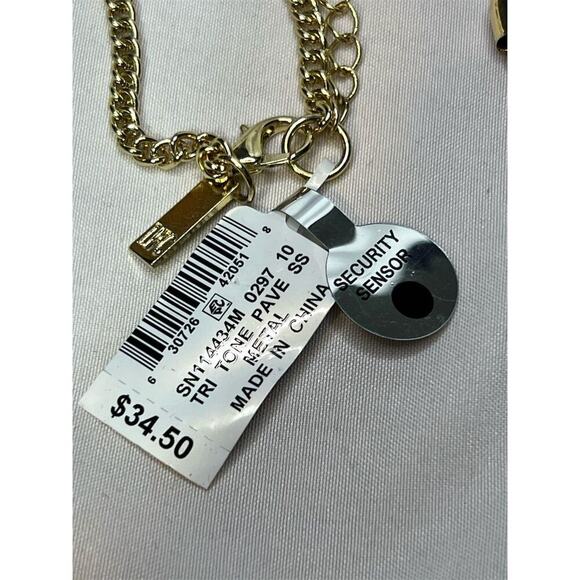 6 30726 42051 8
EPC
SN114434M 0297 10
TRI TONE PAVE SS
METAL
MADE IN CHINA
$34.50
SECURITY
SENSOR